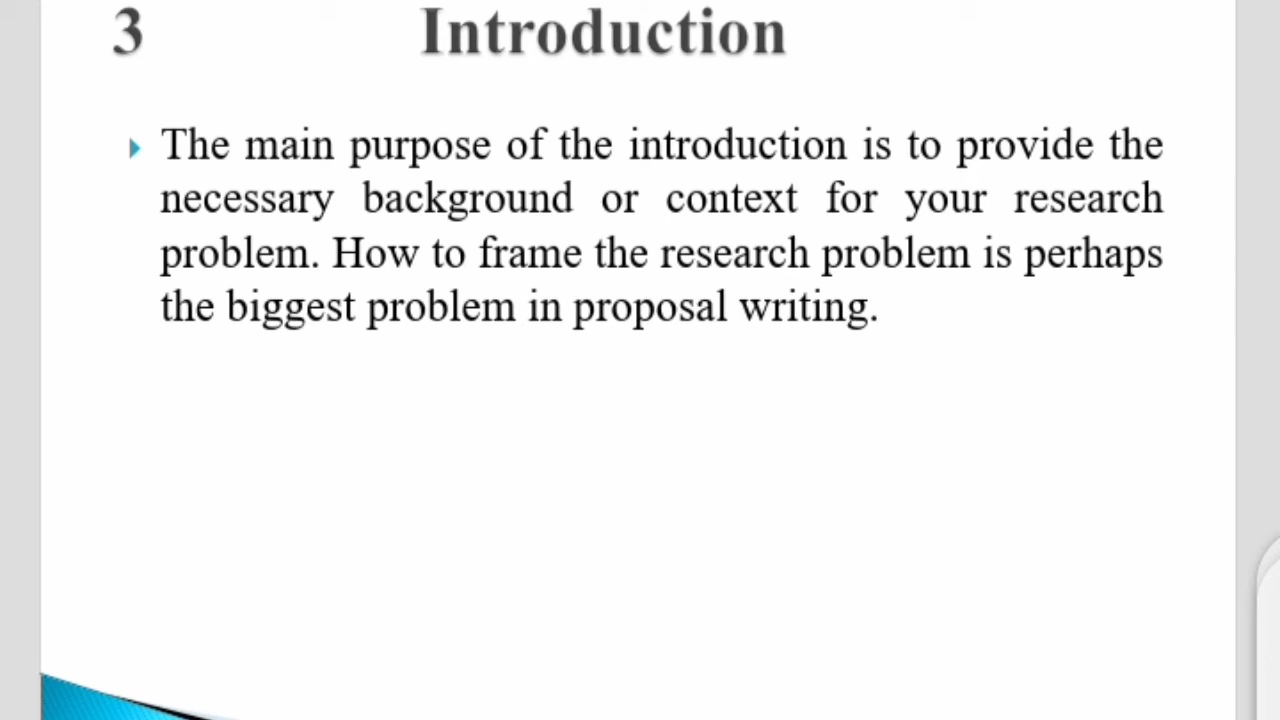 3 Introduction
The main purpose of the introduction is to provide the
necessary background or context for your research
problem. How to frame the research problem is perhaps
the biggest problem in proposal writing.